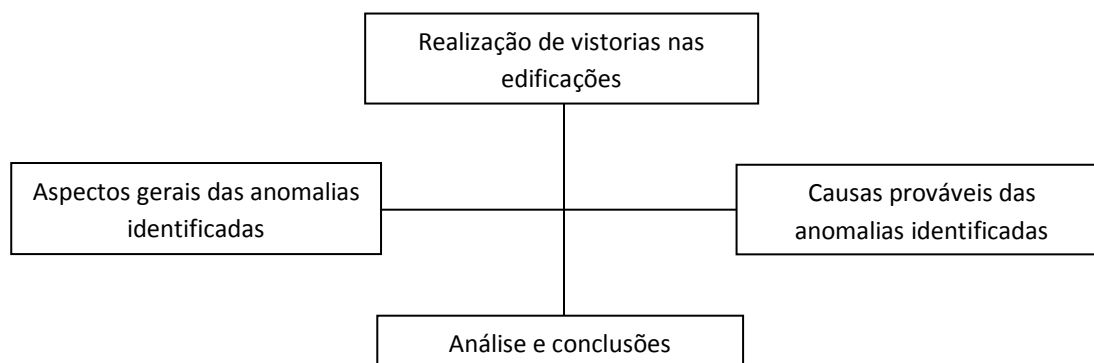 Realização de vistorias nas
edificações
Aspectos gerais das anomalias
identificadas
Causas prováveis das
anomalias identificadas
Análise e conclusões